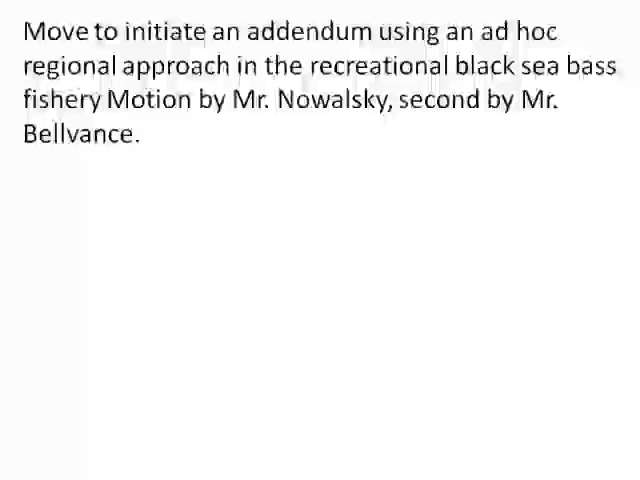 Move to initiate an addendum using an ad hoc
regional approach in the recreational black sea bass
fishery Motion by Mr. Nowalsky, second by Mr.
Bellvance.